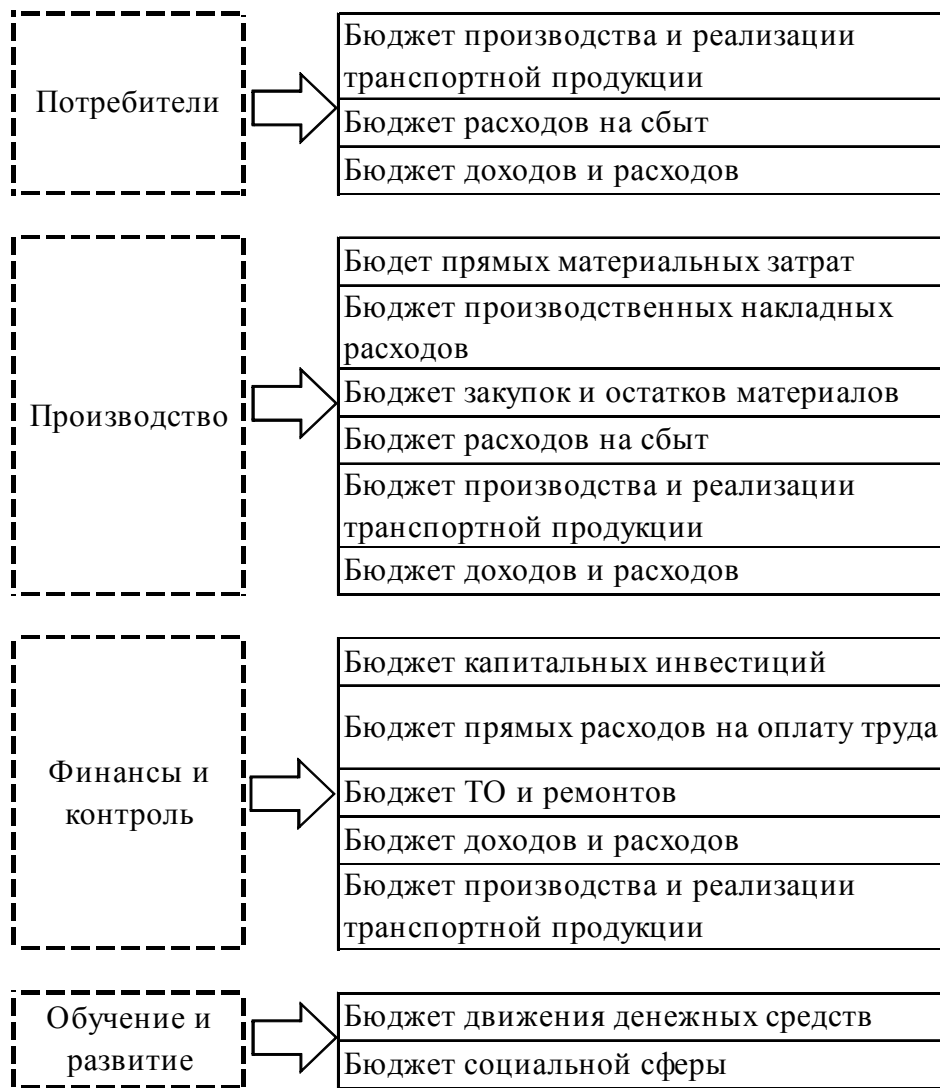 Потребители
Бюджет производства и реализации
транспортной продукции
Бюджет расходов на сбыт
Бюджет доходов и расходов
Производство
Бюдет прямых материальных затрат
Бюджет производственных накладных
расходов
Бюджет закупок и остатков материалов
Бюджет расходов на сбыт
Бюджет производства и реализации
транспортной продукции
Бюджет доходов и расходов
Финансы и
контроль
Бюджет капитальных инвестиций
Бюджет прямых расходов на оплату труда
Бюджет ТО и ремонтов
Бюджет доходов и расходов
Бюджет производства и реализации
транспортной продукции
Обучение и
развитие
Бюджет движения денежных средств
Бюджет социальной сферы